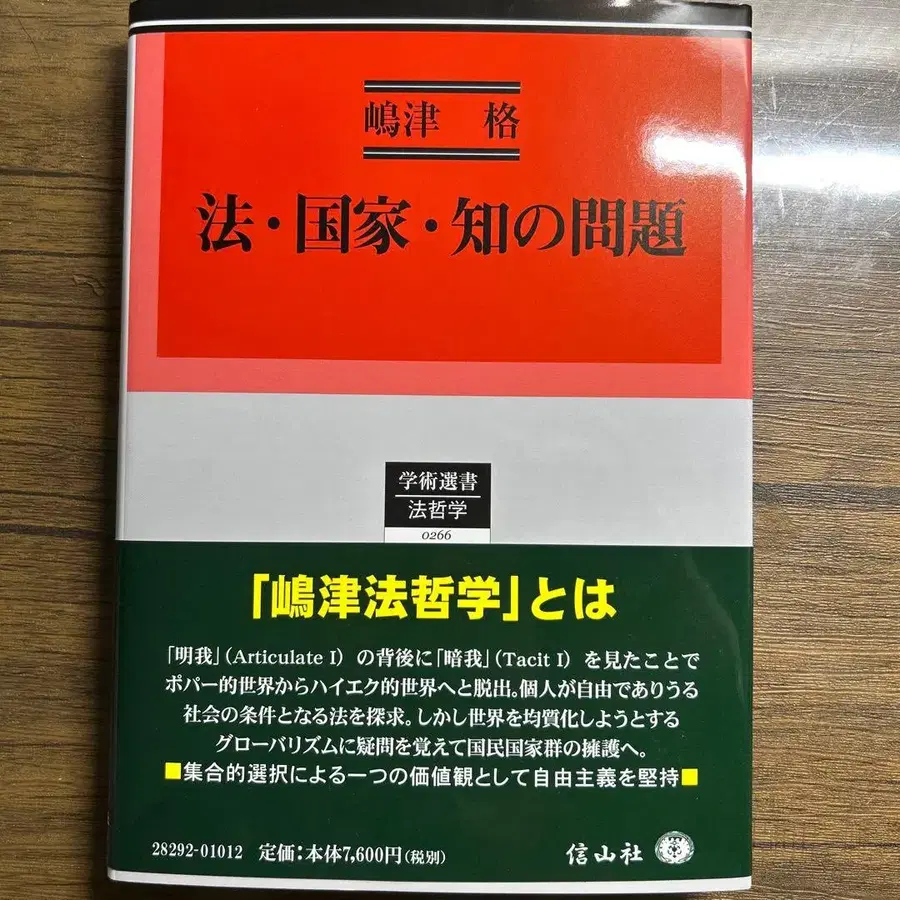 嶋津 格
法・国家・知の問題
学術選書
法哲学
0266
「嶋津法哲学」とは
「明我」(Articulate I) の背後に「暗我」(Tacit I) を見たことで
ポパー的世界からハイエク的世界へと脱出。個人が自由でありうる
社会の条件となる法を探求。しかし世界を均質化しようとする
グローバリズムに疑問を覚えて国民国家群の擁護へ。
■集合的選択による一つの価値観として自由主義を堅持■
28292-01012 定価:本体7,600円(税別)
信山社